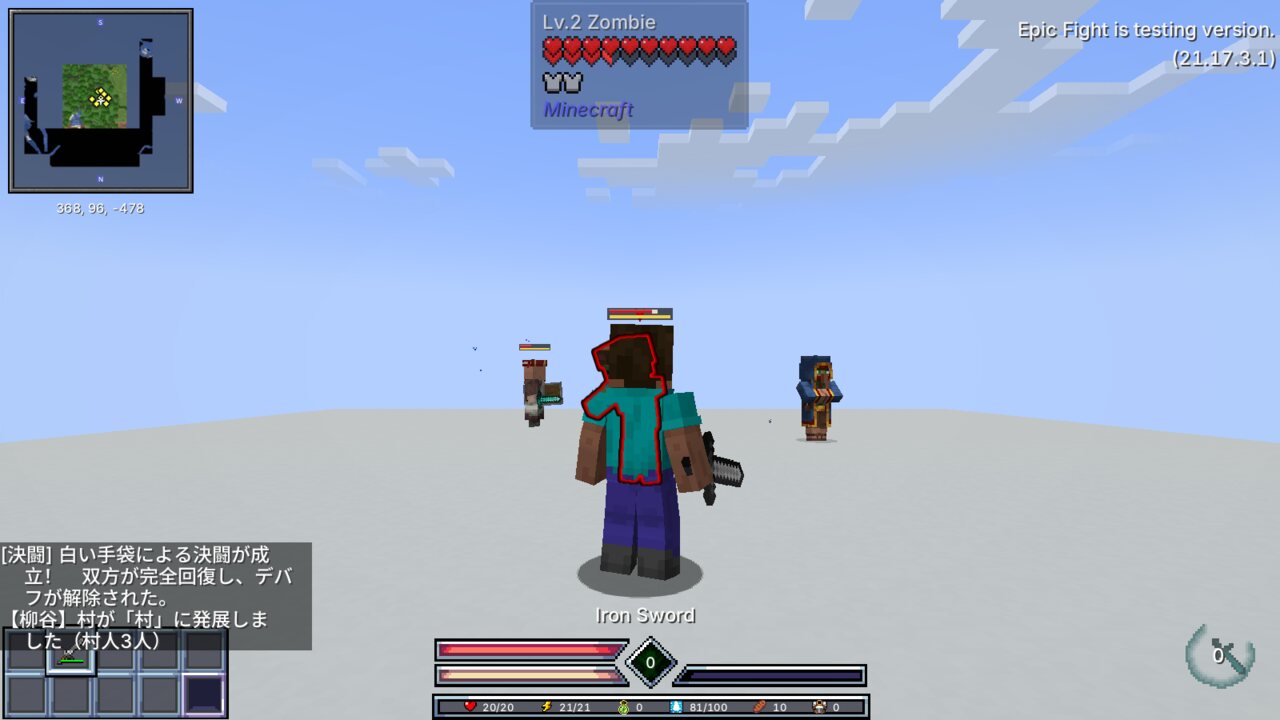 S
E
W
N
368, 96, -478
Lv.2 Zombie
Minecraft
Epic Fight is testing version.
(21.17.3.1)
[決闘] 白い手袋による決闘が成
立！　双方が完全回復し、デバ
フが解除された。
【柳谷】村が「村」に発展しま
した（村人3人）
Iron Sword
0
20/20
21/21
0
81/100
10
0
0